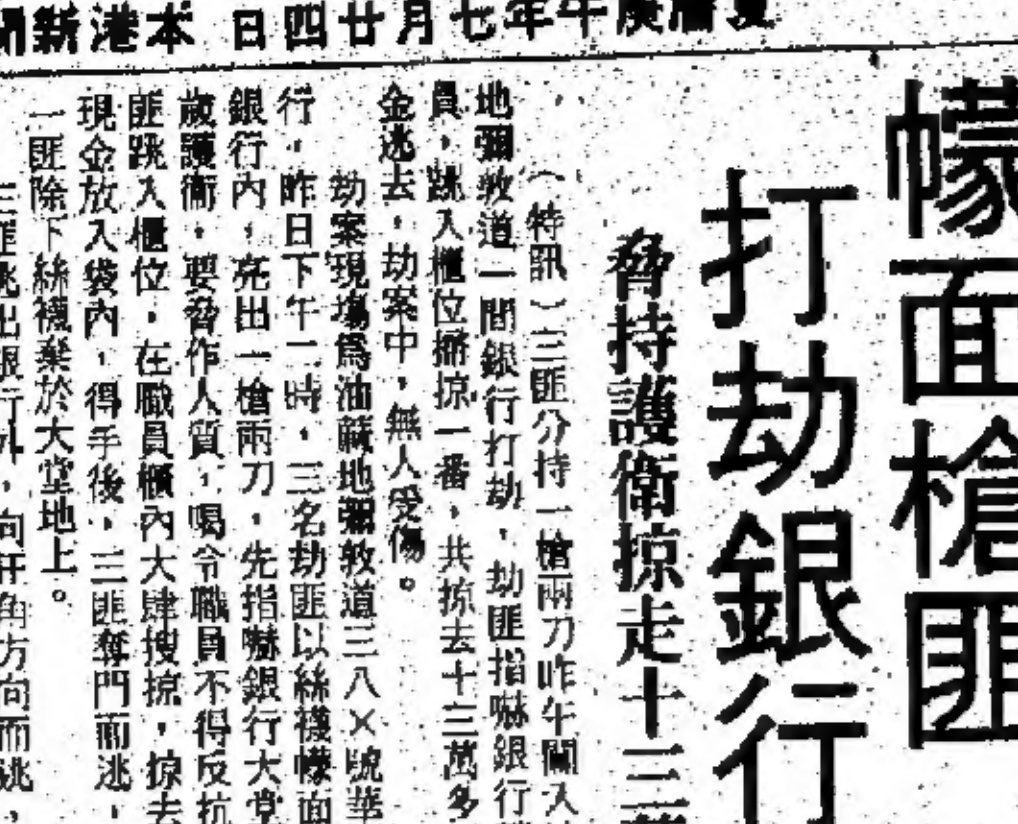 日四廿月七年午庚曆夏 本港新聞
幪面槍匪
打劫銀行
脅持護衛掠走十三萬
(特訊)三匪分持一槍兩刀昨午闖入
地彌敦道一間銀行打劫,劫匪指嚇銀行
員,跳入櫃位擄掠一番,共掠去十三萬多
金逃去,劫案中,無人受傷。
劫案現場爲油蔴地彌敦道三八×號華
行,昨日下午一時,三名劫匪以絲襪幪面
銀行內,亮出一槍兩刀,先指嚇銀行大堂
歲護衛,要脅作人質,喝令職員不得反抗
匪跳入櫃位,在職員櫃內大肆搜掠,掠去
現金放入袋內,得手後,三匪奪門而逃,
一匪除下絲襪棄於大堂地上。
三匪逃出銀行外,向旺角方向而逃,